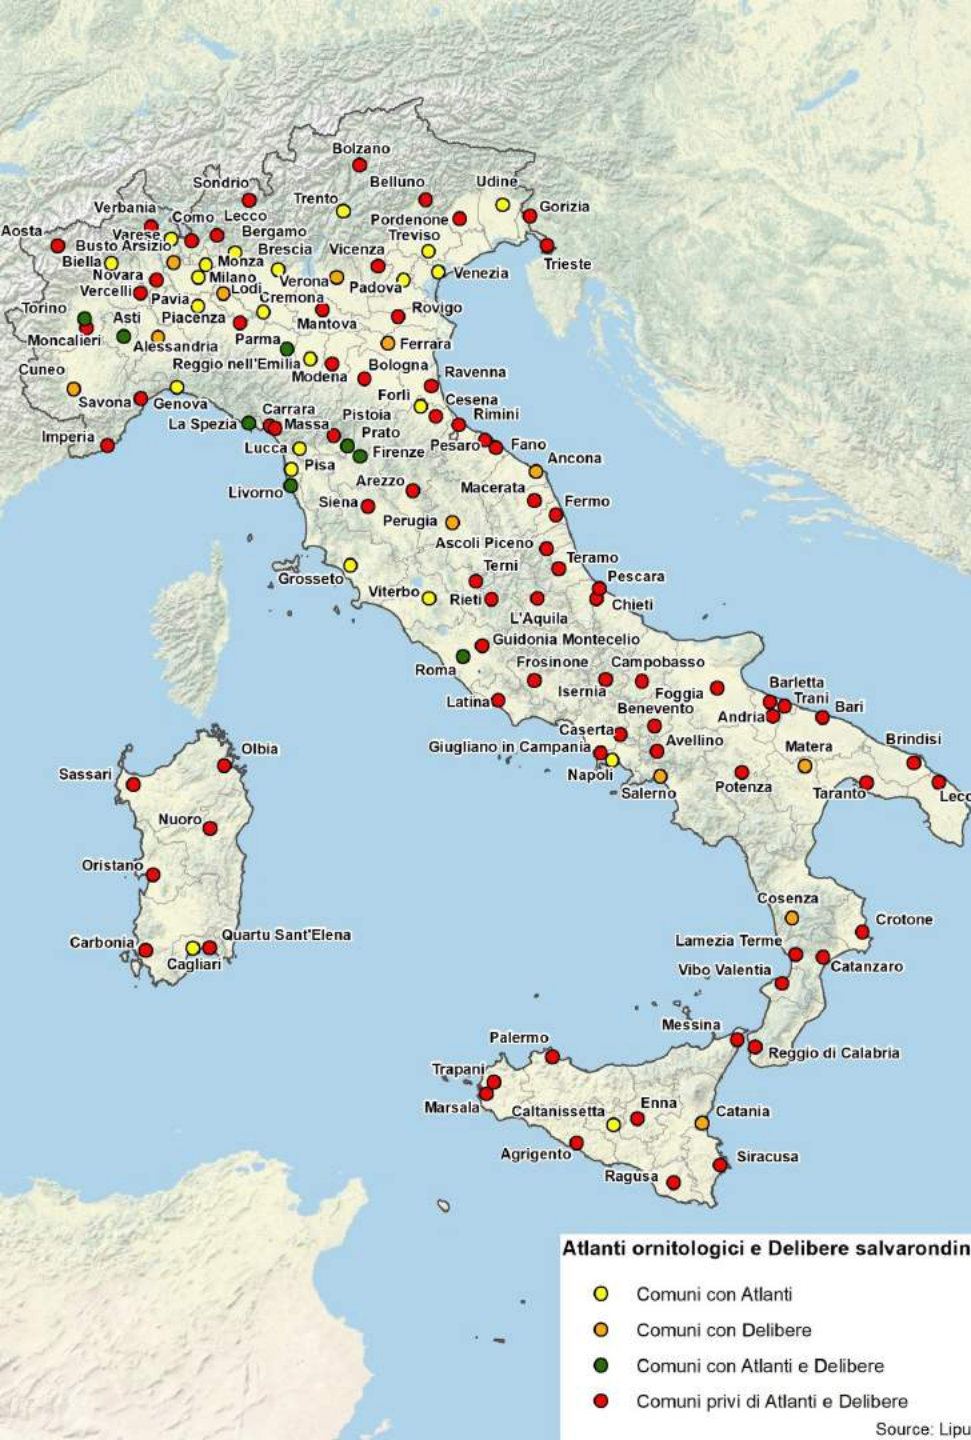 Bolzano
Sondrio
Belluno
Udine
Trento
Verbania
Como
Lecco
Pordenone
Gorizia
Aosta
Varese
Bergamo
Treviso
Busto Arsizio
Brescia
Vicenza
Trieste
Biella
Monza
Venezia
Novara
Milano
Verona
Padova
Vercelli
Pavia
Lodi
Cremona
Torino
Asti
Piacenza
Mantova
Rovigo
Moncalieri
Alessandria
Parma
Ferrara
Cuneo
Reggio nell'Emilia
Bologna
Modena
Ravenna
Savona
Genova
Forlì
Cesena
La Spezia
Carrara
Pistoia
Rimini
Imperia
Massa
Prato
Lucca
Firenze
Pesaro
Fano
Pisa
Ancona
Livorno
Arezzo
Macerata
Siena
Fermo
Perugia
Ascoli Piceno
Terni
Teramo
Grosseto
Pescara
Viterbo
Rieti
Chieti
L'Aquila
Guidonia Montecelio
Roma
Frosinone
Campobasso
Isernia
Foggia
Barletta
Latina
Trani
Benevento
Andria
Bari
Caserta
Avellino
Giugliano in Campania
Matera
Brindisi
Olbia
Napoli
Sassari
Salerno
Potenza
Taranto
Lecc
Nuoro
Oristano
Cosenza
Crotone
Carbonia
Quartu Sant'Elena
Lamezia Terme
Cagliari
Vibo Valentia
Catanzaro
Messina
Palermo
Reggio di Calabria
Trapani
Marsala
Caltanissetta
Enna
Catania
Agrigento
Siracusa
Ragusa
Atlanti ornitologici e Delibere salvarondin
Comuni con Atlanti
Comuni con Delibere
Comuni con Atlanti e Delibere
Comuni privi di Atlanti e Delibere
Source: Lipu